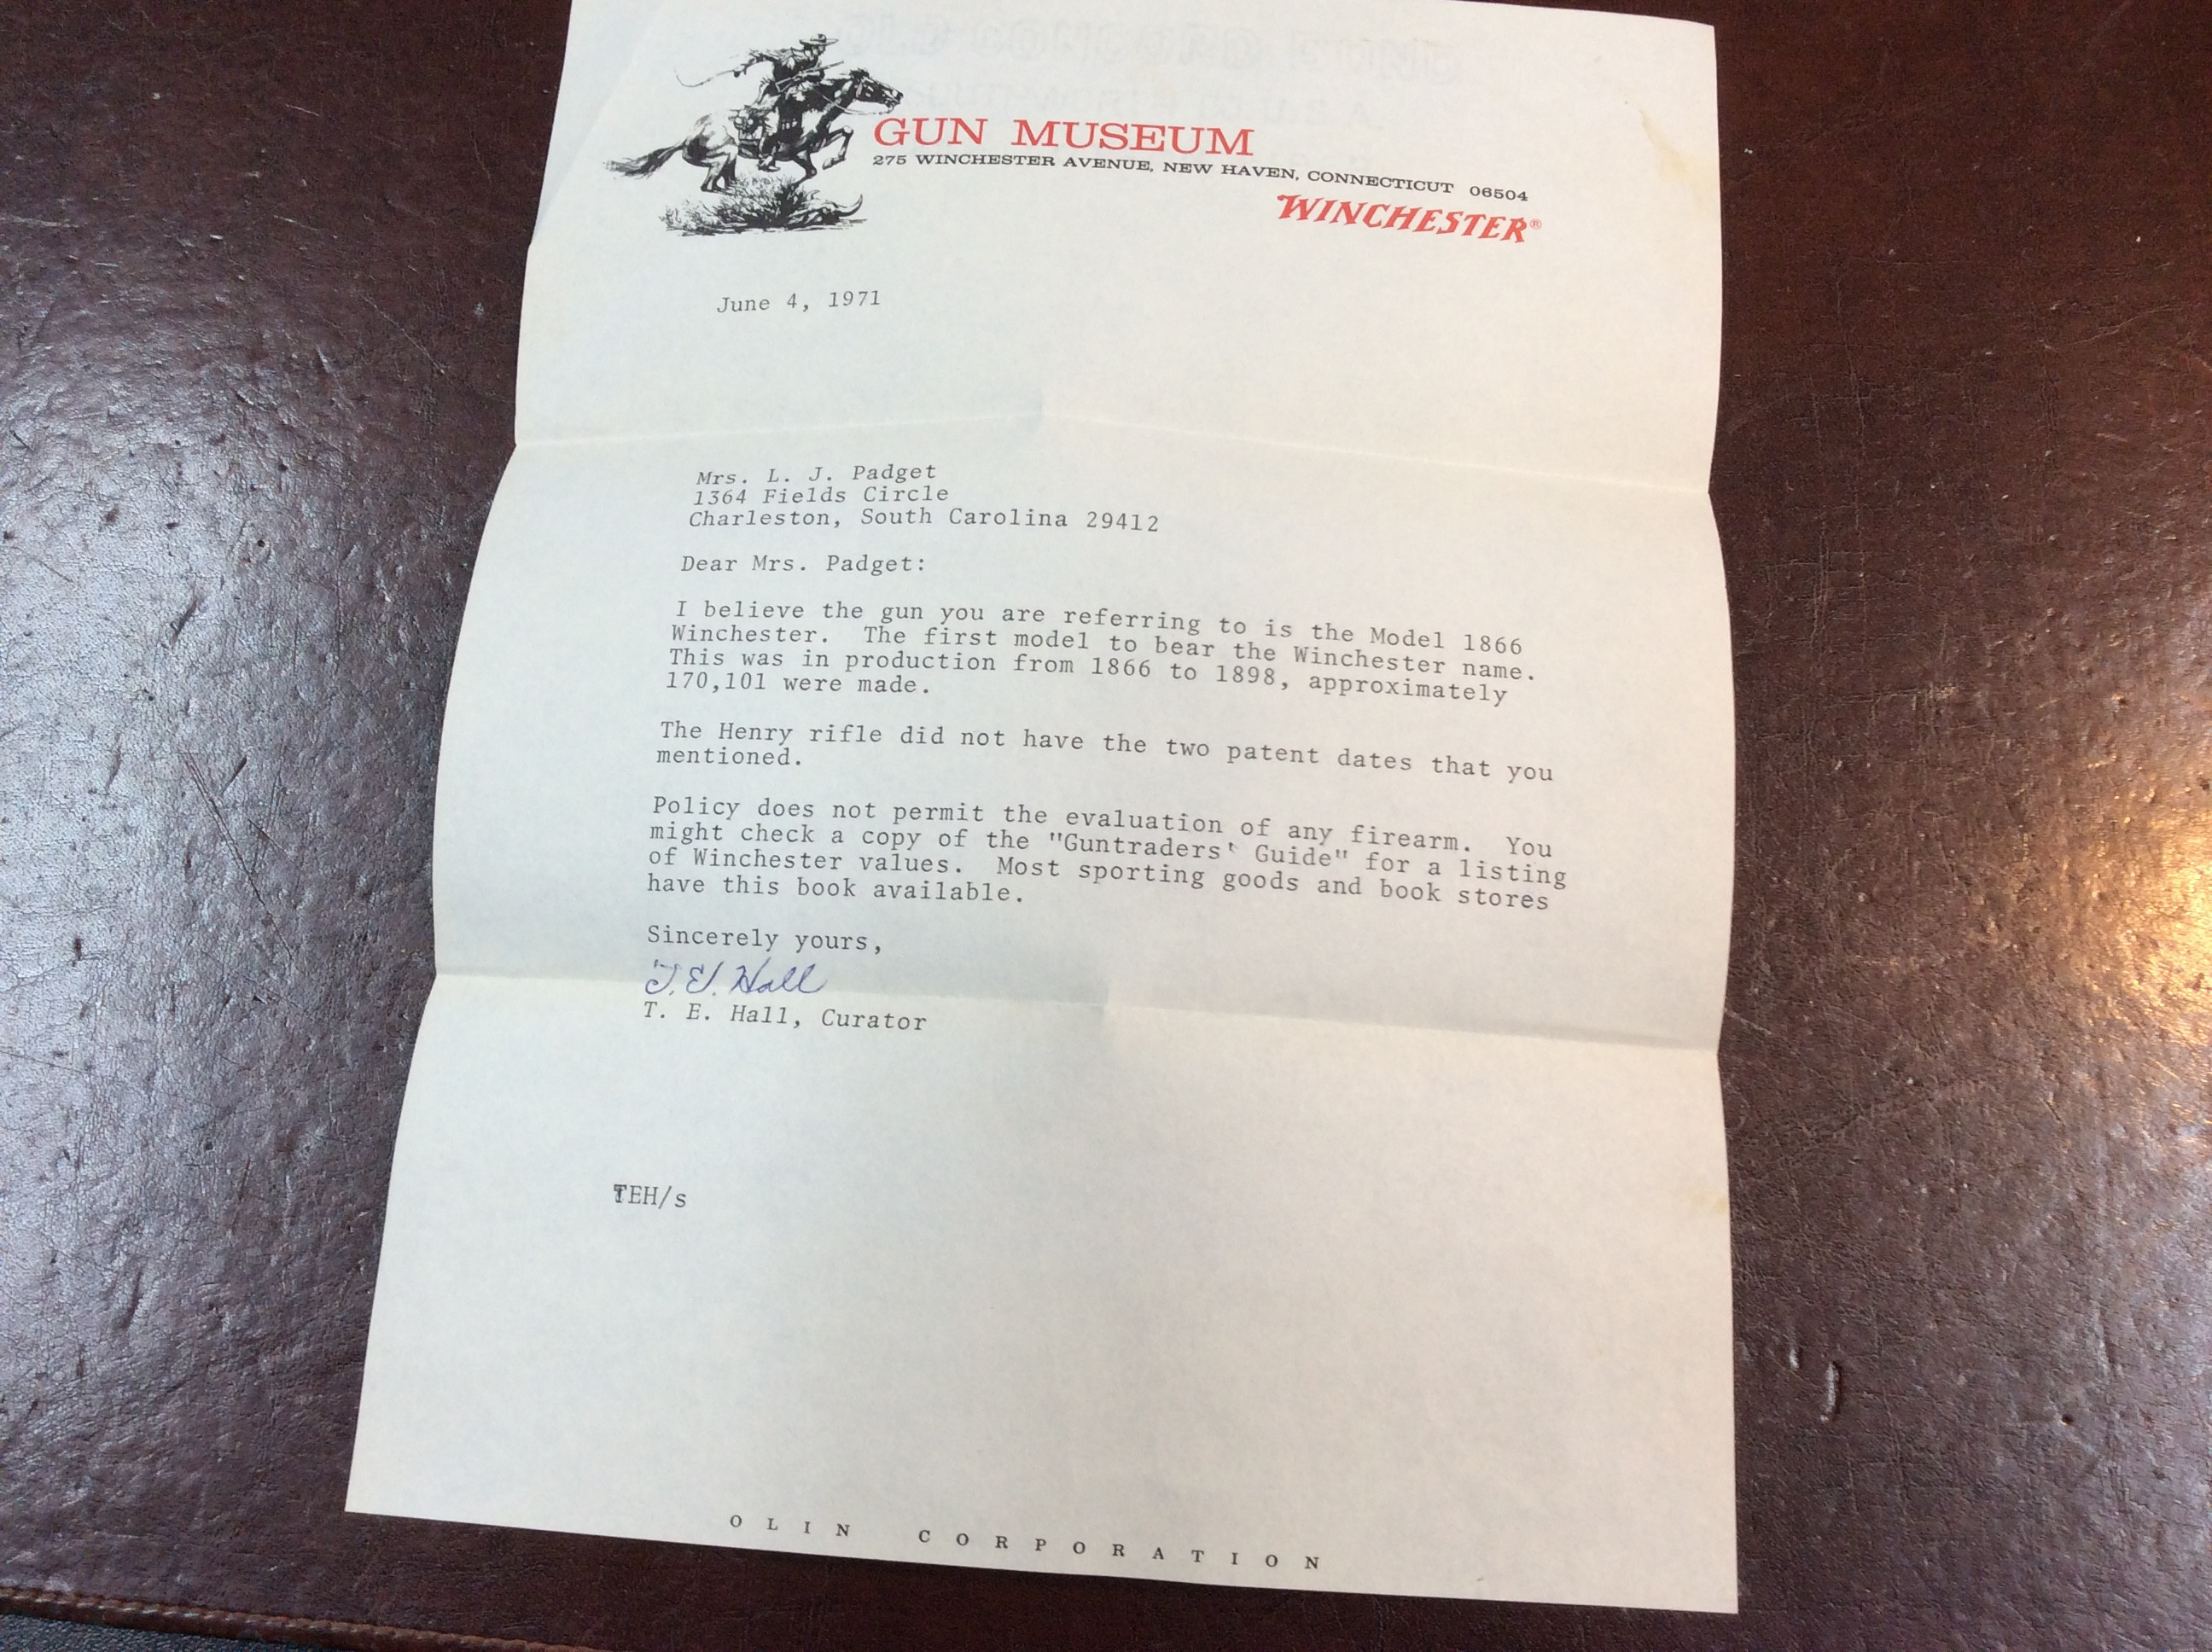 GUN MUSEUM
275 WINCHESTER AVENUE, NEW HAVEN, CONNECTICUT 06504
WINCHESTER®
June 4, 1971
Mrs. L. J. Padget
1364 Fields Circle
Charleston, South Carolina 29412
Dear Mrs. Padget:
I believe the gun you are referring to is the Model 1866
Winchester. The first model to bear the Winchester name.
This was in production from 1866 to 1898, approximately
170,101 were made.
The Henry rifle did not have the two patent dates that you
mentioned.
Policy does not permit the evaluation of any firearm. You
might check a copy of the "Guntraders' Guide" for a listing
of Winchester values. Most sporting goods and book stores
have this book available.
Sincerely yours,
T. E. Hall
T. E. Hall, Curator
TEH/s
OLIN CORPORATION